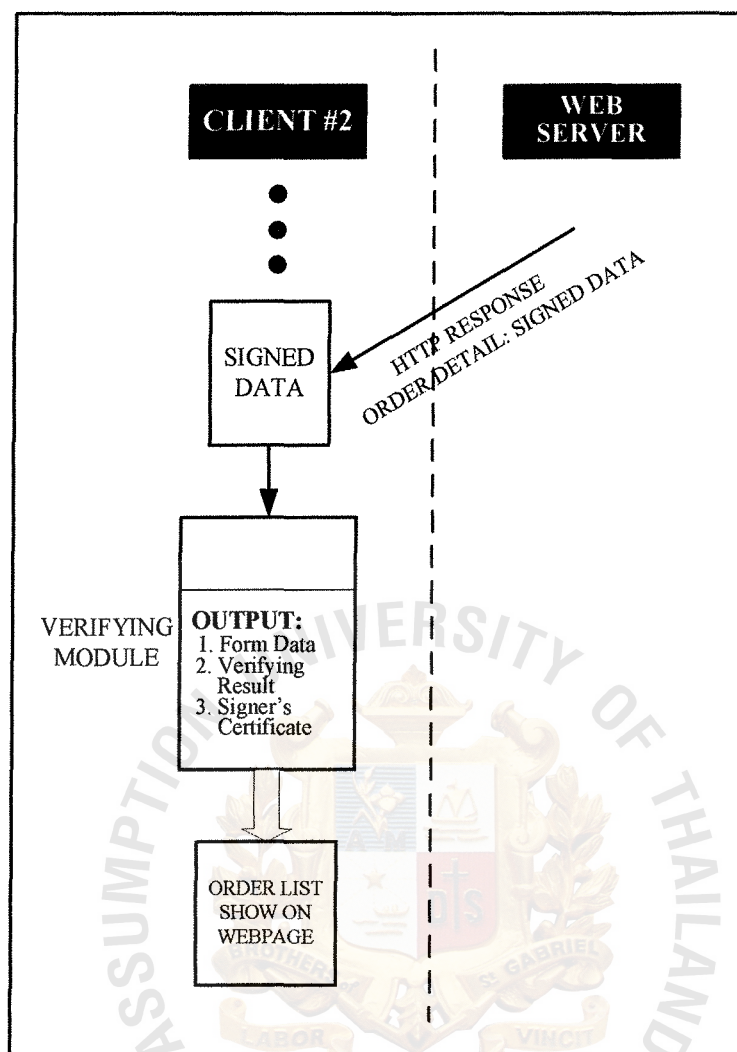 CLIENT #2
WEB
SERVER
HTTP RESPONSE
ORDER DETAIL: SIGNED DATA
SIGNED
DATA
VERIFYING
MODULE
OUTPUT:
1. Form Data
2. Verifying
Result
3. Signer's
Certificate
ORDER LIST
SHOW ON
WEBPAGE
ASSUMPTION UNIVERSITY OF THAILAND
A M
D S
BROTHERS
ST GABRIEL
LABOR
VINCIT